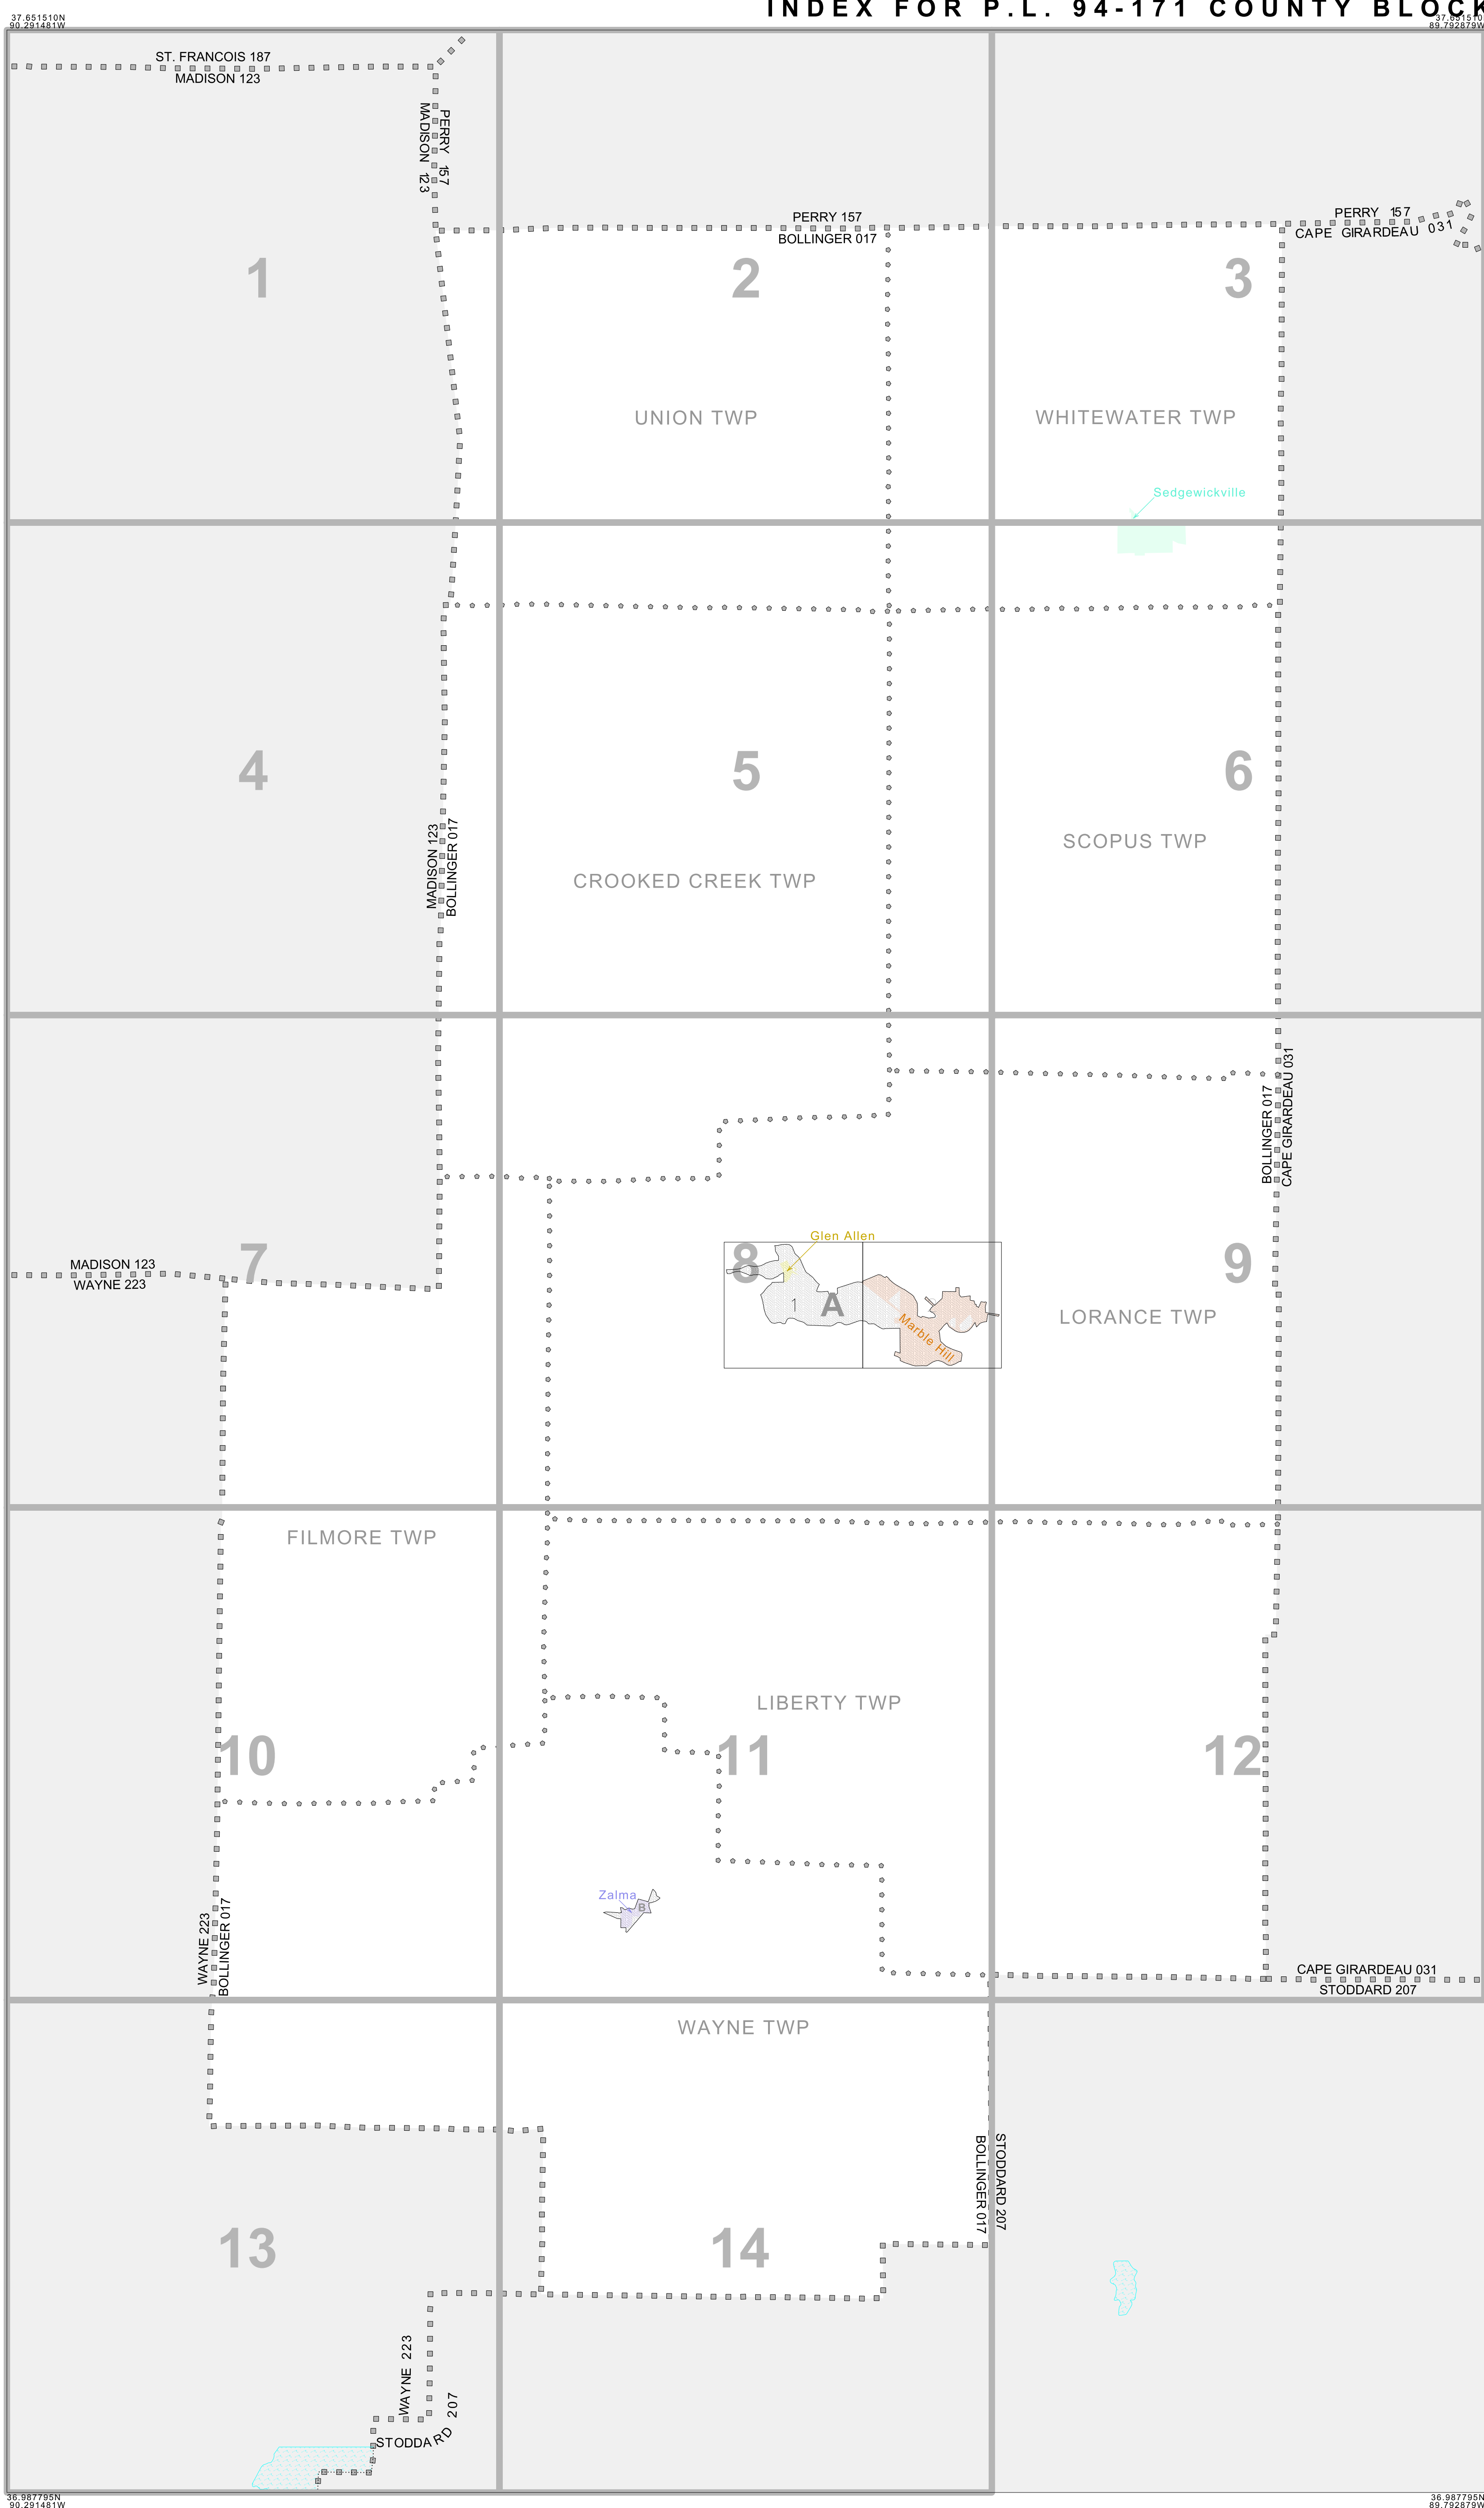 INDEX FOR P.L. 94-171 COUNTY BLOCK
37.651510N
90.291481W
37.651510
89.792879W
ST. FRANCOIS 187
MADISON 123
PERRY 157
MADISON 123
PERRY 157
BOLLINGER 017
PERRY 157
CAPE GIRARDEAU 031
1
2
3
UNION TWP
WHITEWATER TWP
Sedgewickville
4
5
6
SCOPUS TWP
MADISON 123
BOLLINGER 017
CROOKED CREEK TWP
BOLLINGER 017
CAPE GIRARDEAU 031
Glen Allen
MADISON 123
WAYNE 223
7
8
9
1
A
Marble Hill
LORANCE TWP
FILMORE TWP
LIBERTY TWP
10
11
12
Zalma
B
WAYNE 223
BOLLINGER 017
CAPE GIRARDEAU 031
STODDARD 207
WAYNE TWP
BOLLINGER 017
STODDARD 207
13
14
WAYNE 223
STODDARD 207
36.987795N
90.291481W
36.987795N
89.792879W